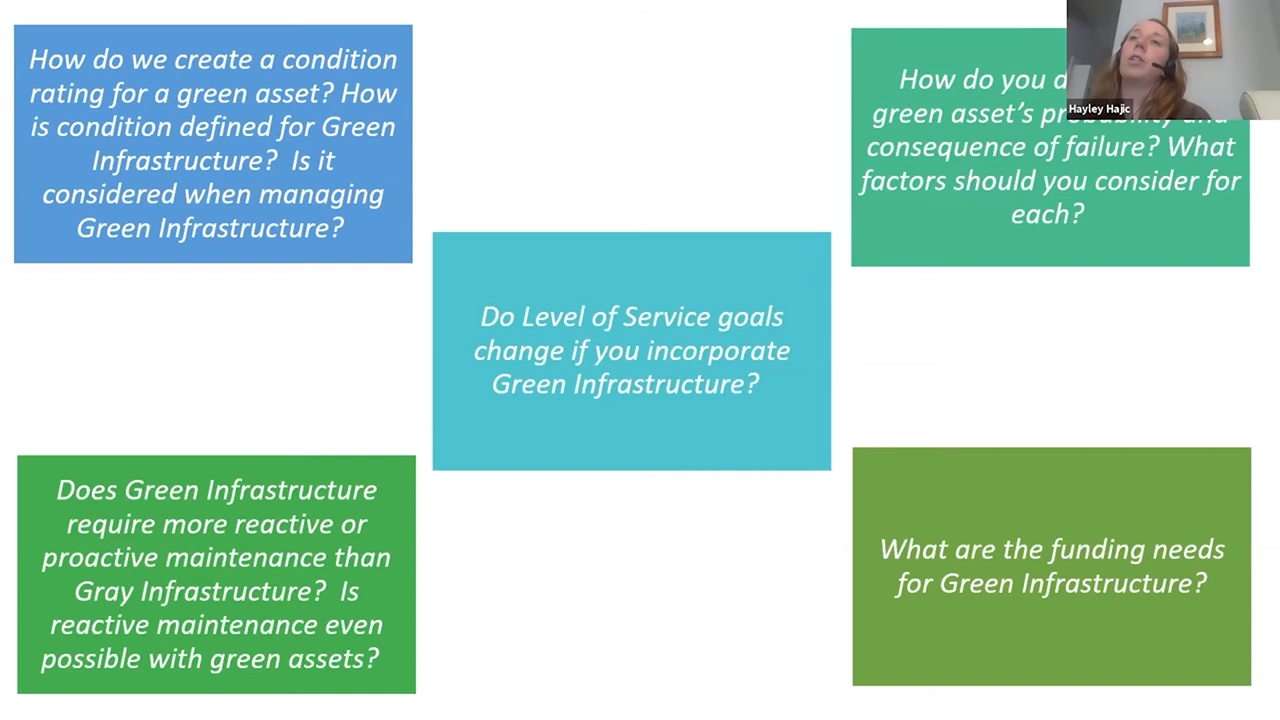 How do we create a condition
rating for a green asset? How
is condition defined for Green
Infrastructure? Is it
considered when managing
Green Infrastructure?
How do you
green asset's
consequence of failure? What
factors should you consider for
each?
Hayley Hajic
Do Level of Service goals
change if you incorporate
Green Infrastructure?
Does Green Infrastructure
require more reactive or
proactive maintenance than
Gray Infrastructure? Is
reactive maintenance even
possible with green assets?
What are the funding needs
for Green Infrastructure?